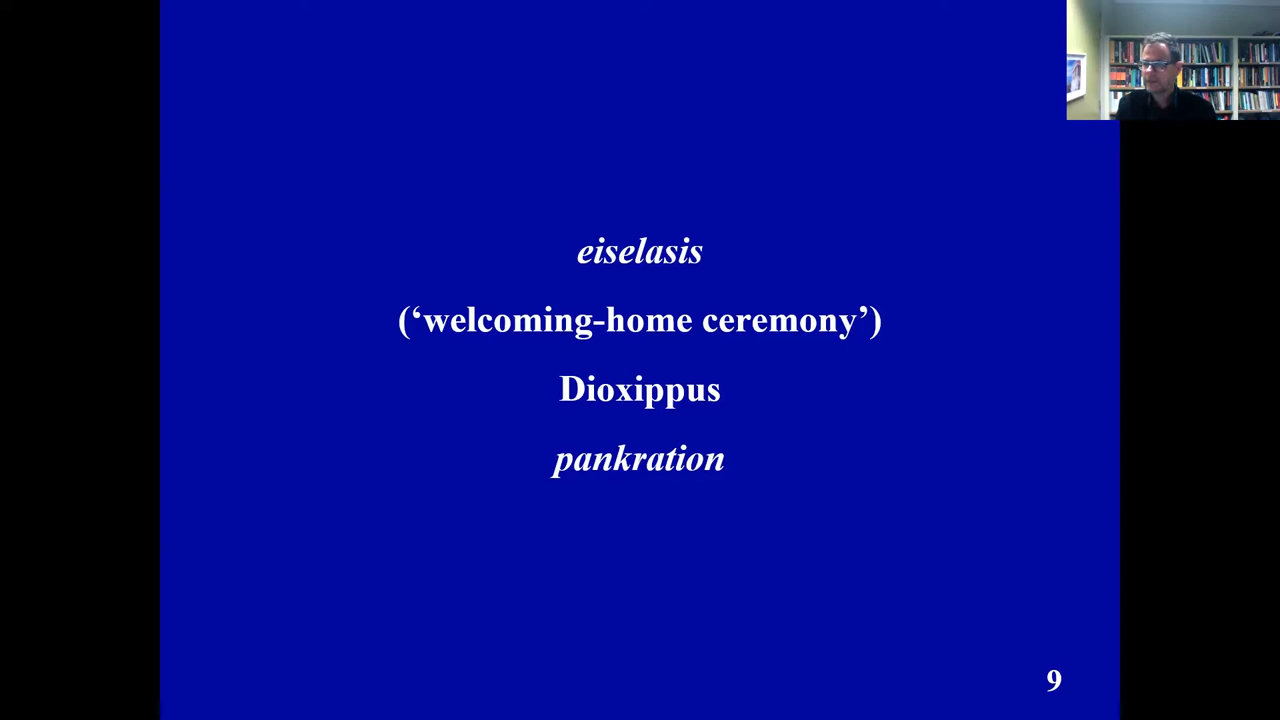 eiselasis
(‘welcoming-home ceremony’)
Dioxippus
pankration
9